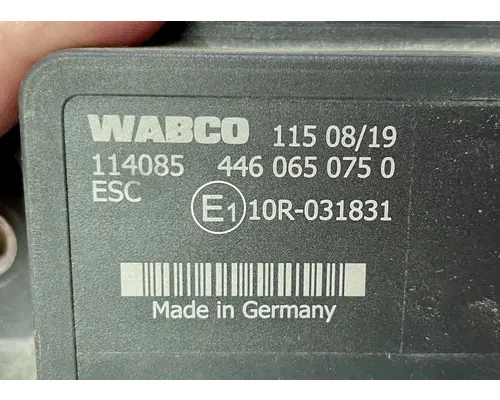 WABCO 115 08/19
114085 446 065 075 0
ESC E1 10R-031831
Made in Germany